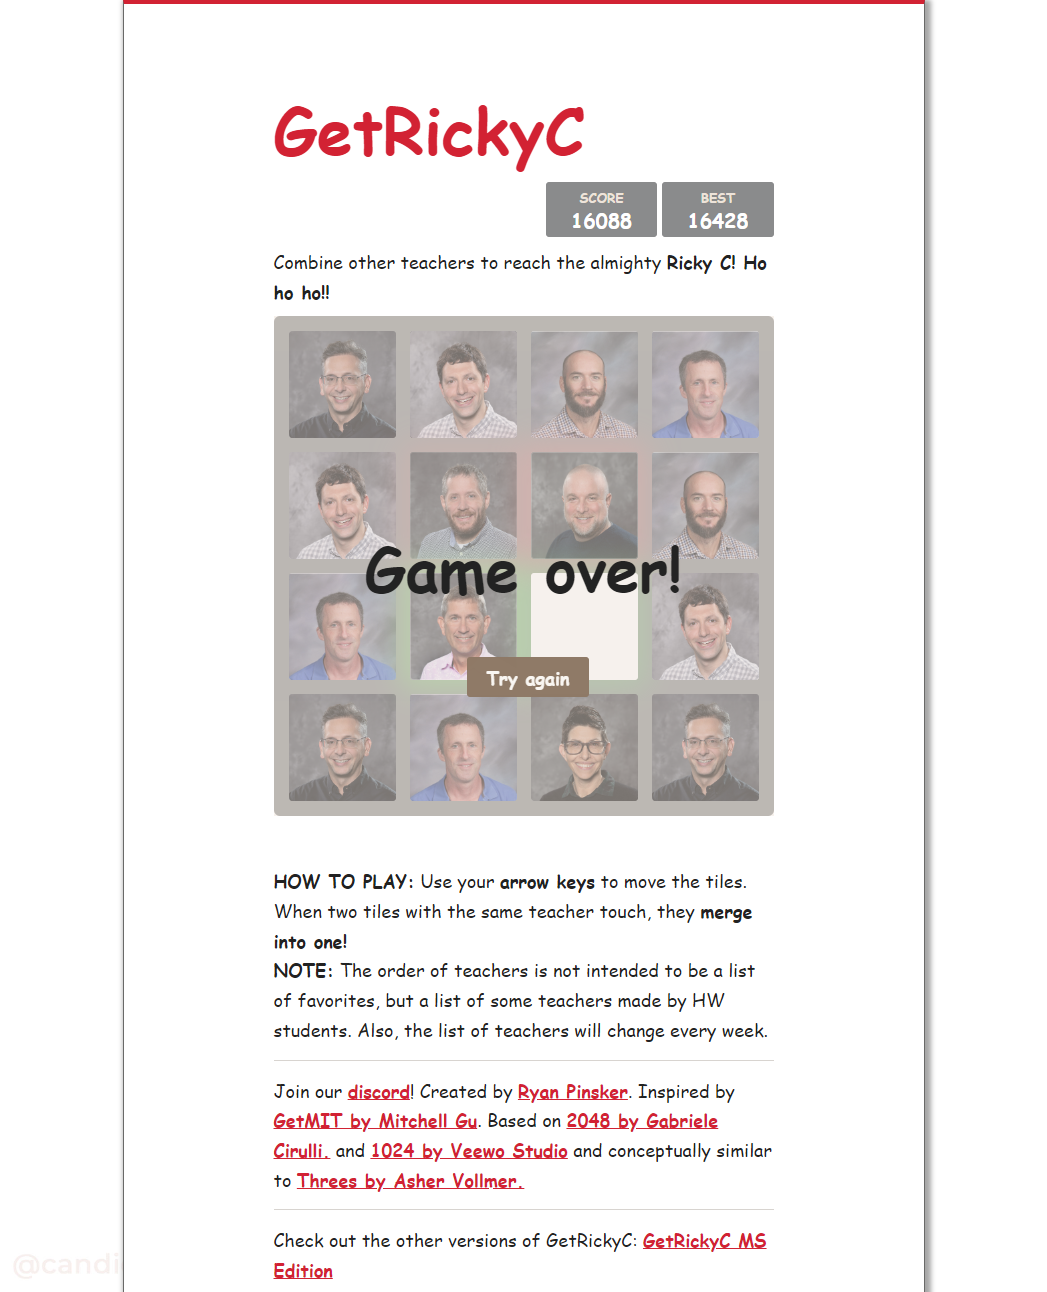 GetRickyC
SCORE
16088
BEST
16428
Combine other teachers to reach the almighty Ricky C! Ho
ho ho!!
Game over!
Try again
HOW TO PLAY: Use your arrow keys to move the tiles.
When two tiles with the same teacher touch, they merge
into one!
NOTE: The order of teachers is not intended to be a list
of favorites, but a list of some teachers made by HW
students. Also, the list of teachers will change every week.
Join our discord! Created by Ryan Pinsker. Inspired by
GetMIT by Mitchell Gu. Based on 2048 by Gabriele
Cirulli. and 1024 by Veewo Studio and conceptually similar
to Threes by Asher Vollmer.
Check out the other versions of GetRickyC: GetRickyC MS
Edition